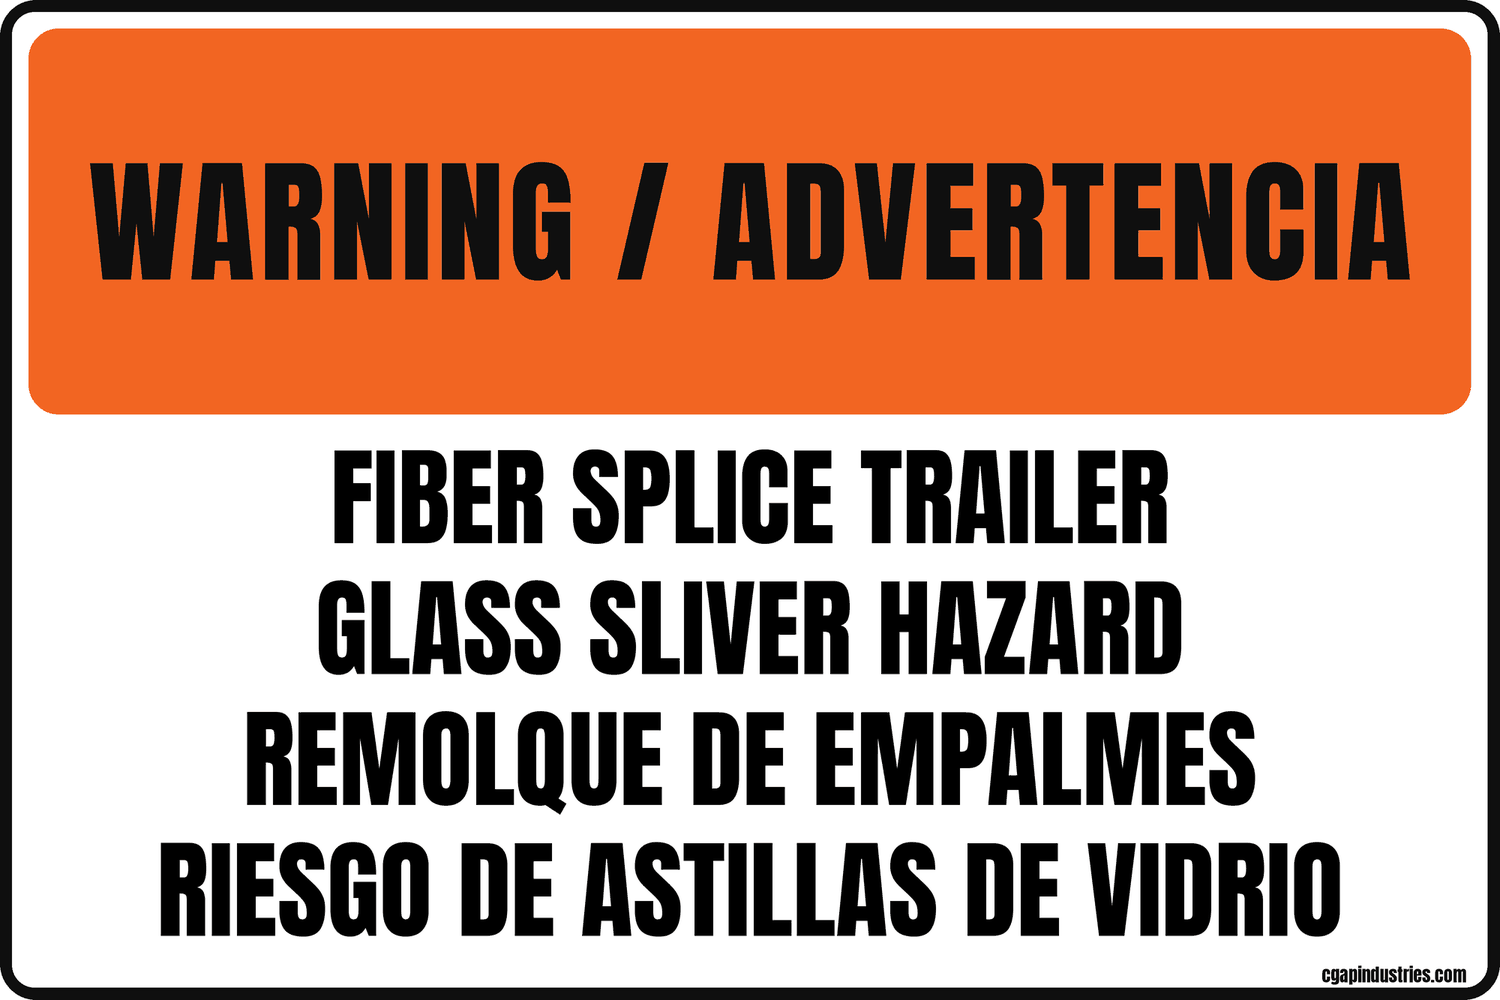 WARNING / ADVERTENCIA
FIBER SPLICE TRAILER
GLASS SLIVER HAZARD
REMOLQUE DE EMPALMES
RIESGO DE ASTILLAS DE VIDRIO
cgapindustries.com